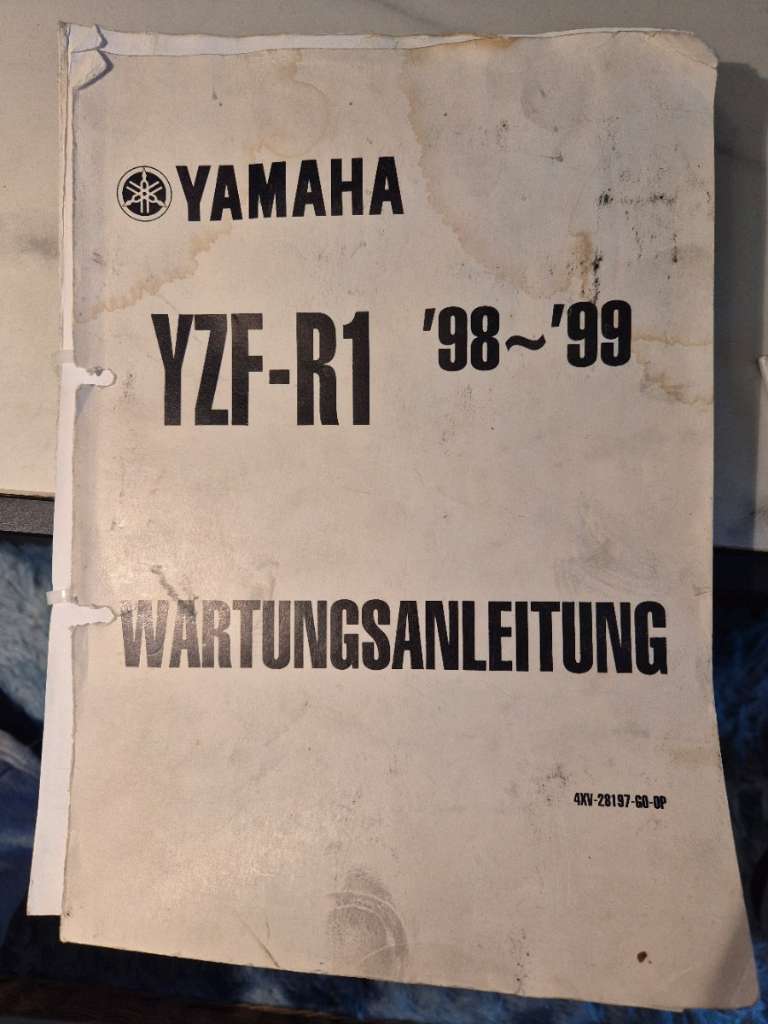 YAMAHA
YZF-R1 '98~'99
WARTUNGSANLEITUNG
4XV-28197-G0-0P